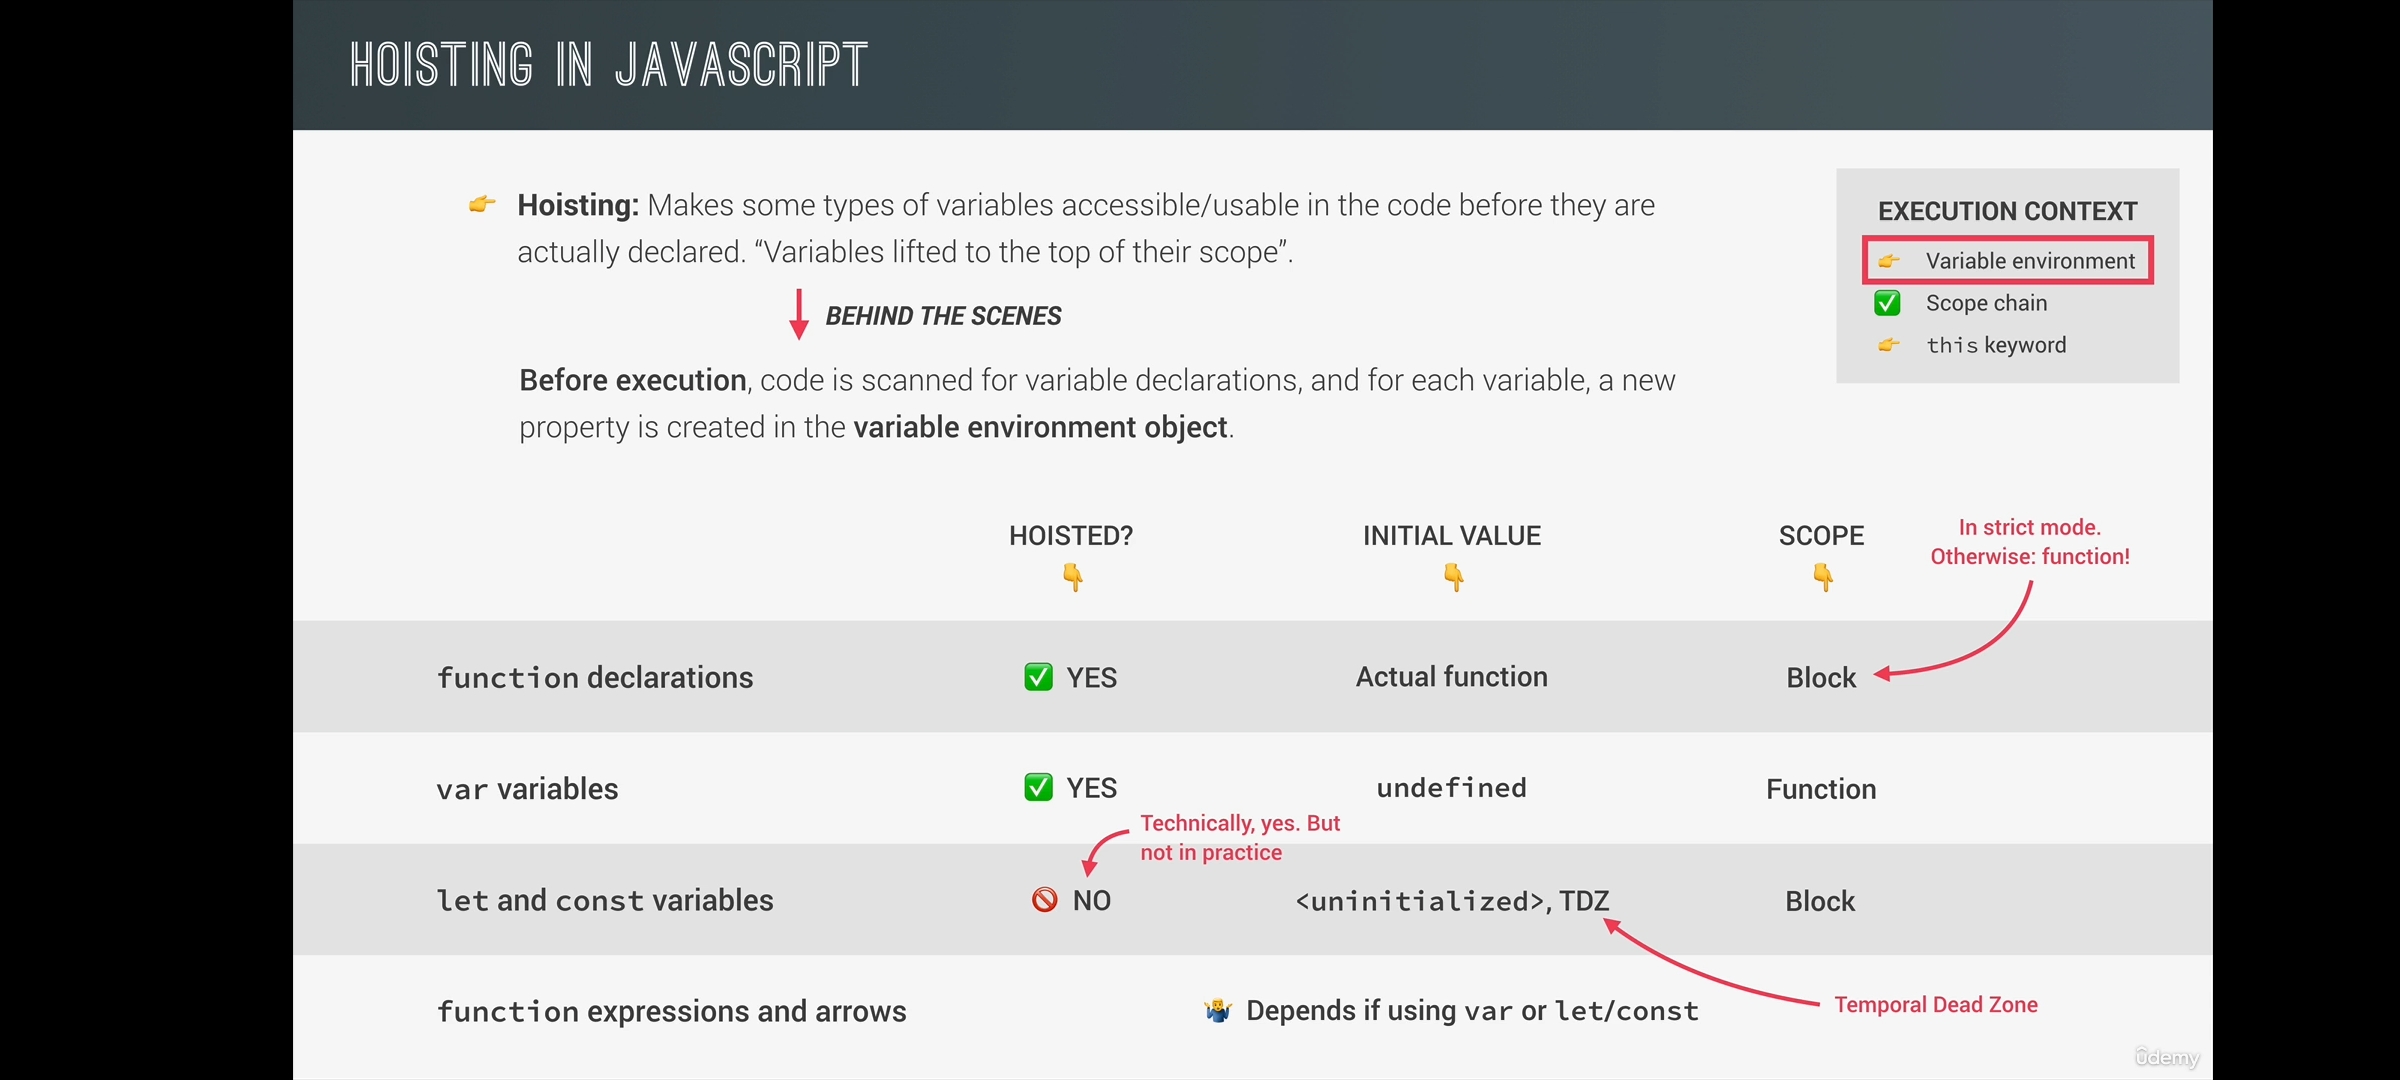 HOISTING IN JAVASCRIPT
👉 Hoisting: Makes some types of variables accessible/usable in the code before they are
actually declared. “Variables lifted to the top of their scope”.
BEHIND THE SCENES
Before execution, code is scanned for variable declarations, and for each variable, a new
property is created in the variable environment object.
EXECUTION CONTEXT
👉 Variable environment
✅ Scope chain
👉 this keyword
HOISTED? INITIAL VALUE SCOPE
👇 👇 👇
In strict mode.
Otherwise: function!
function declarations ✅ YES Actual function Block
var variables ✅ YES undefined Function
Technically, yes. But
not in practice
let and const variables 🚫 NO <uninitialized>, TDZ Block
Temporal Dead Zone
function expressions and arrows 🤷‍♂️ Depends if using var or let/const
ûdemy